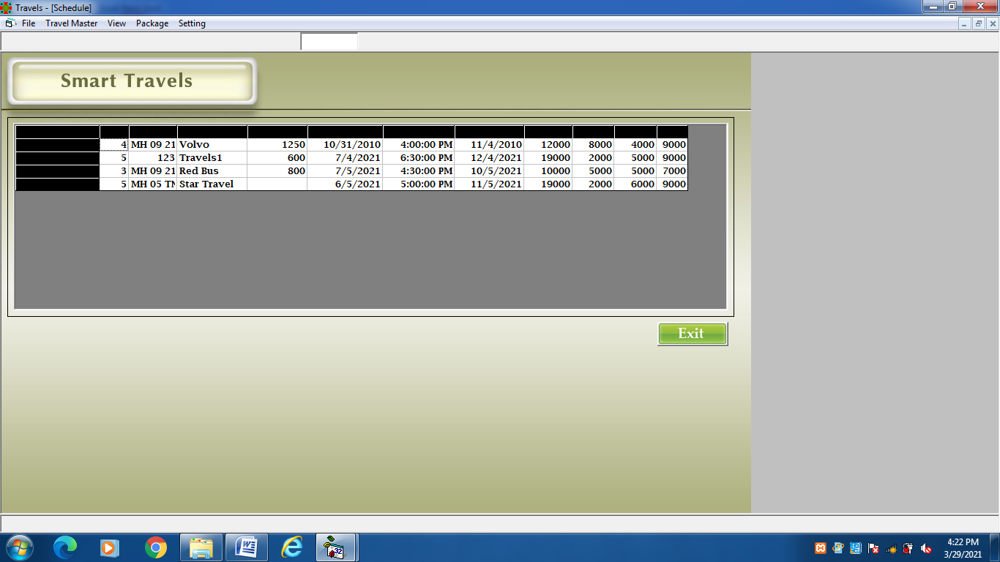 Travels - [Schedule]
File Travel Master View Package Setting
Smart Travels
4 MH 09 21 Volvo 1250 10/31/2010 4:00:00 PM 11/4/2010 12000 8000 4000 9000
5 123 Travels1 600 7/4/2021 6:30:00 PM 12/4/2021 19000 2000 5000 9000
3 MH 09 21 Red Bus 800 7/5/2021 4:30:00 PM 10/5/2021 10000 5000 5000 7000
5 MH 05 TN Star Travel 6/5/2021 5:00:00 PM 11/5/2021 19000 2000 6000 9000
Exit
4:22 PM
3/29/2021